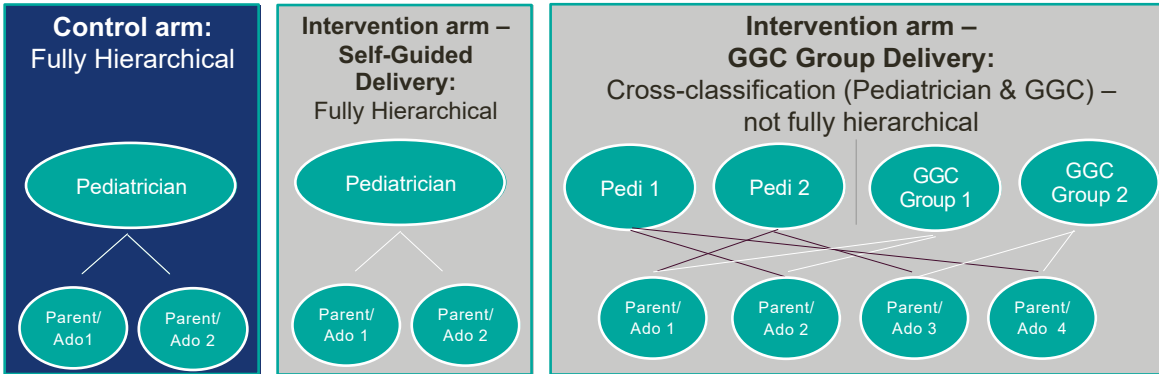 Control arm:
Fully Hierarchical
Pediatrician
Parent/
Ado1
Parent/
Ado 2
Intervention arm –
Self-Guided
Delivery:
Fully Hierarchical
Pediatrician
Parent/
Ado 1
Parent/
Ado 2
Intervention arm –
GGC Group Delivery:
Cross-classification (Pediatrician & GGC) –
not fully hierarchical
Pedi 1
Pedi 2
GGC
Group 1
GGC
Group 2
Parent/
Ado 1
Parent/
Ado 2
Parent/
Ado 3
Parent/
Ado 4